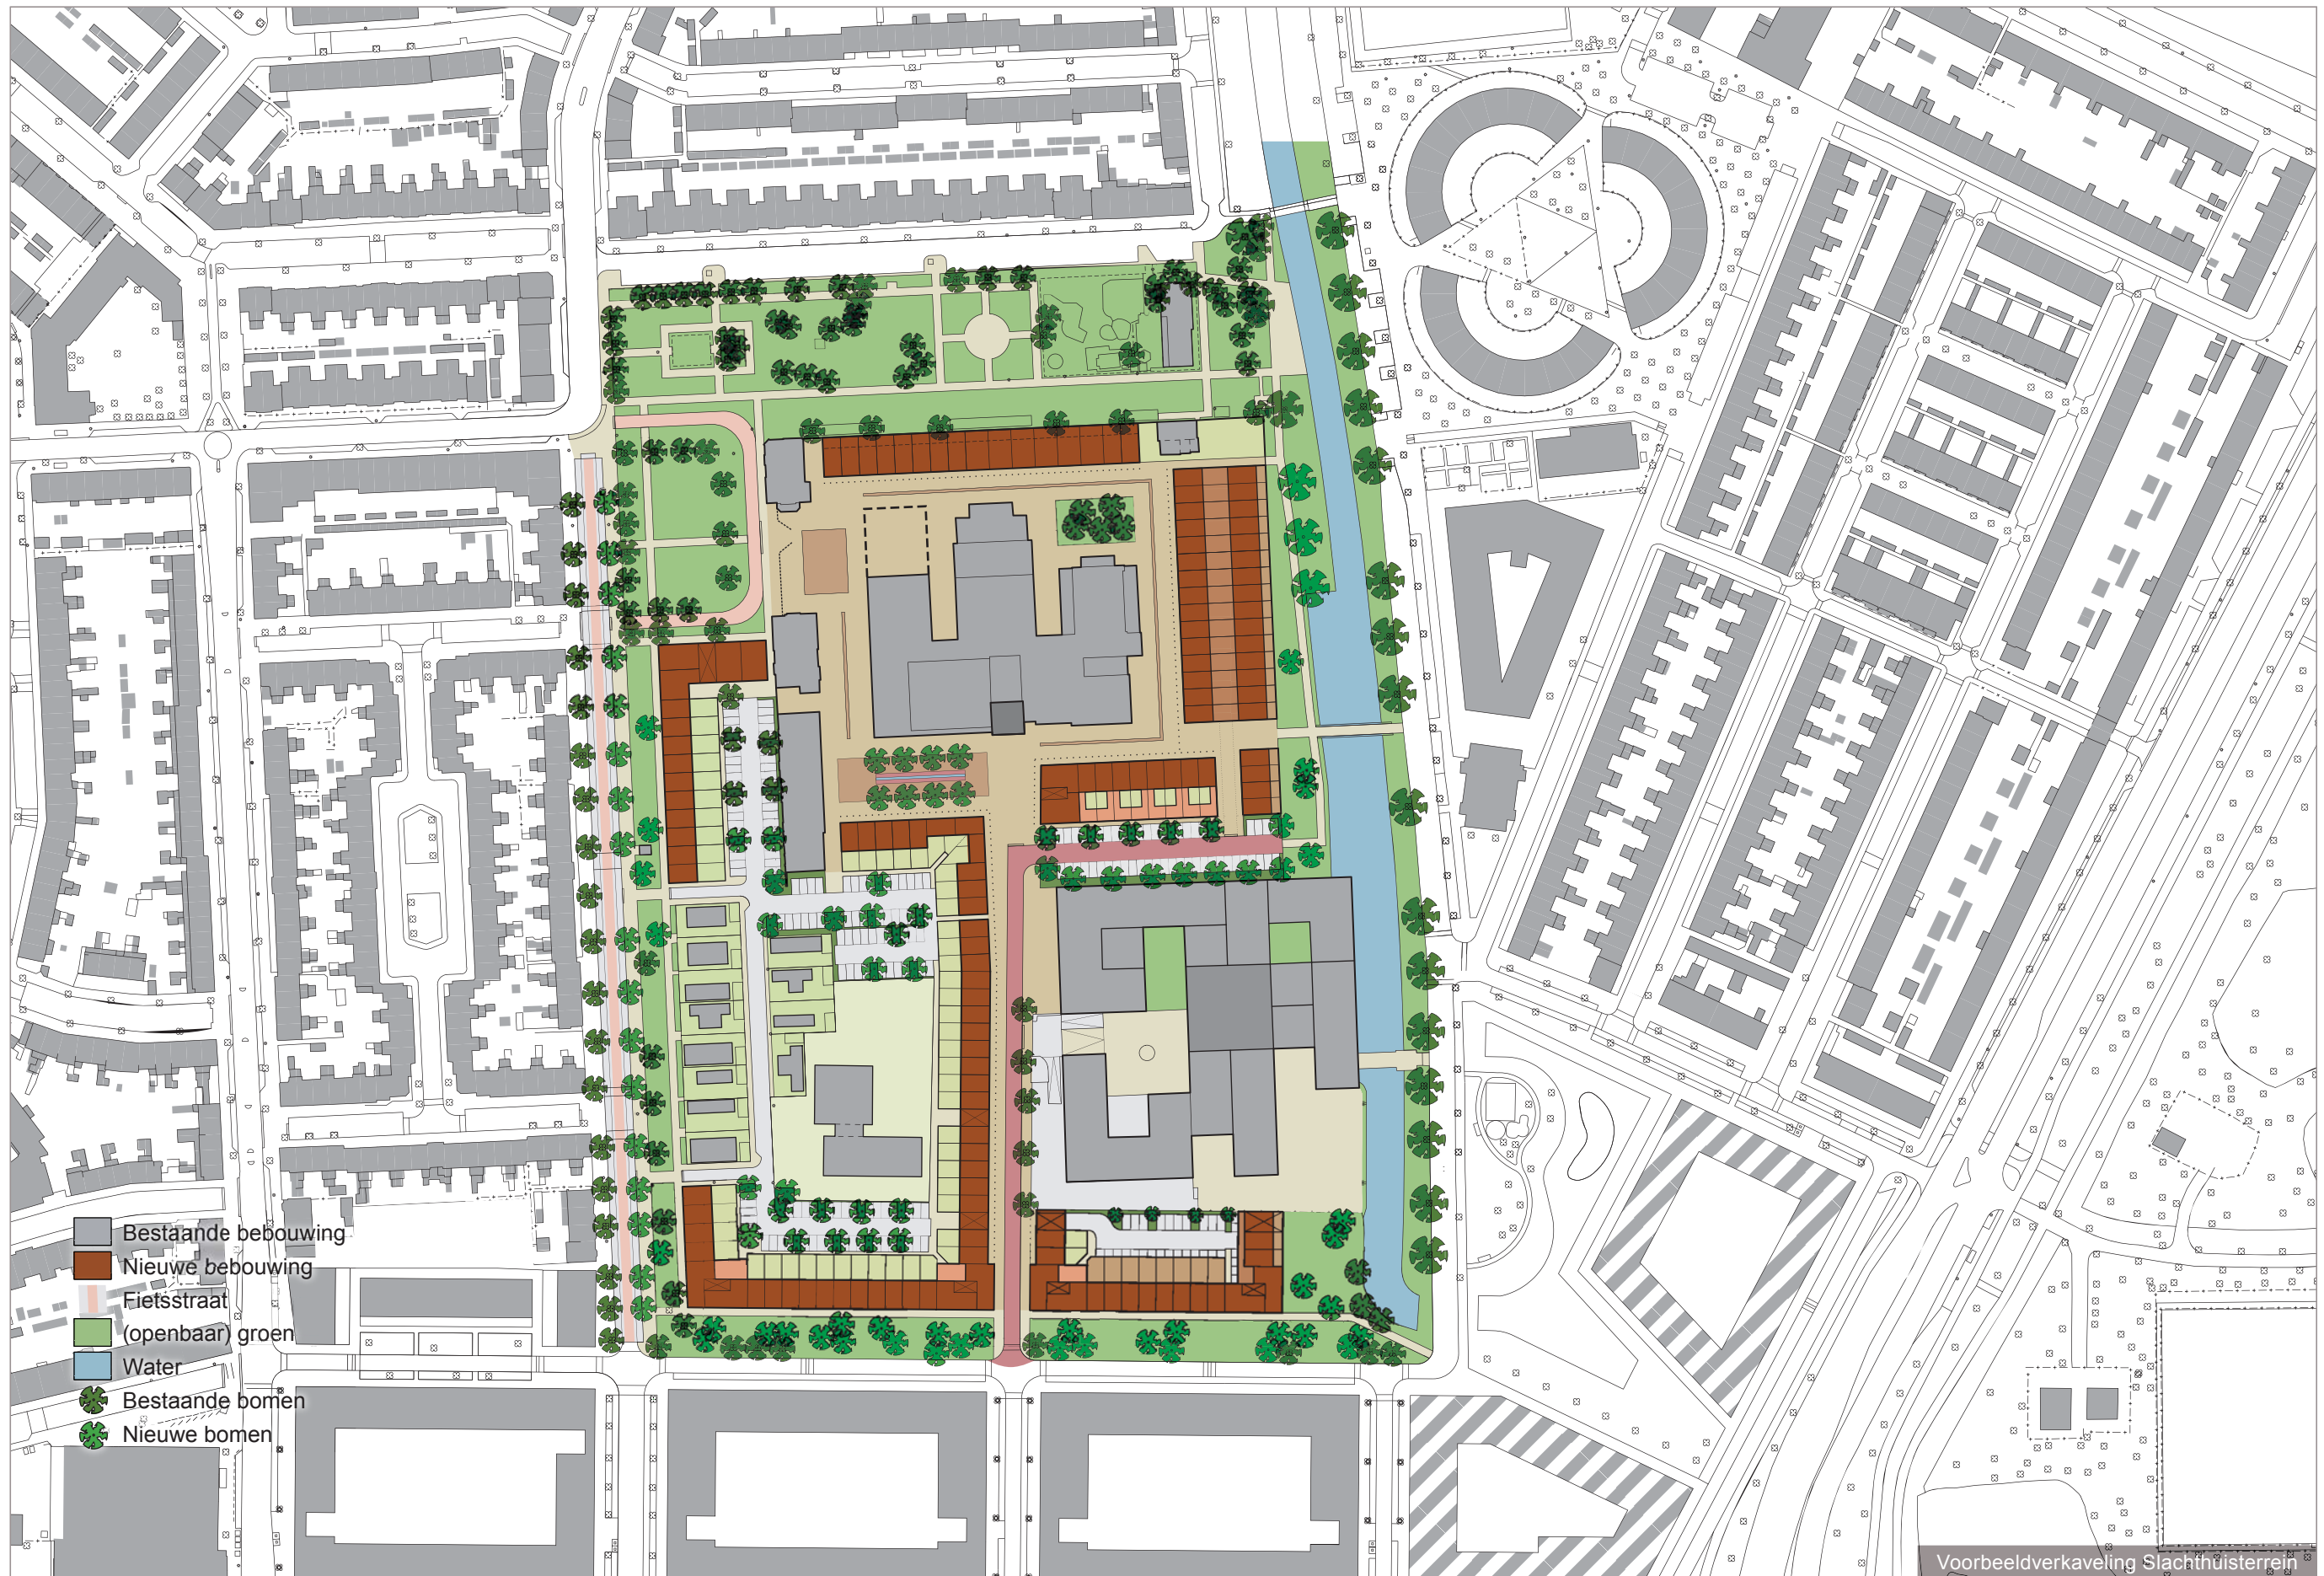 Bestaande bebouwing
Nieuwe bebouwing
Fietsstraat
(openbaar) groen
Water
Bestaande bomen
Nieuwe bomen
Voorbeeldverkaveling Slachthuisterrein